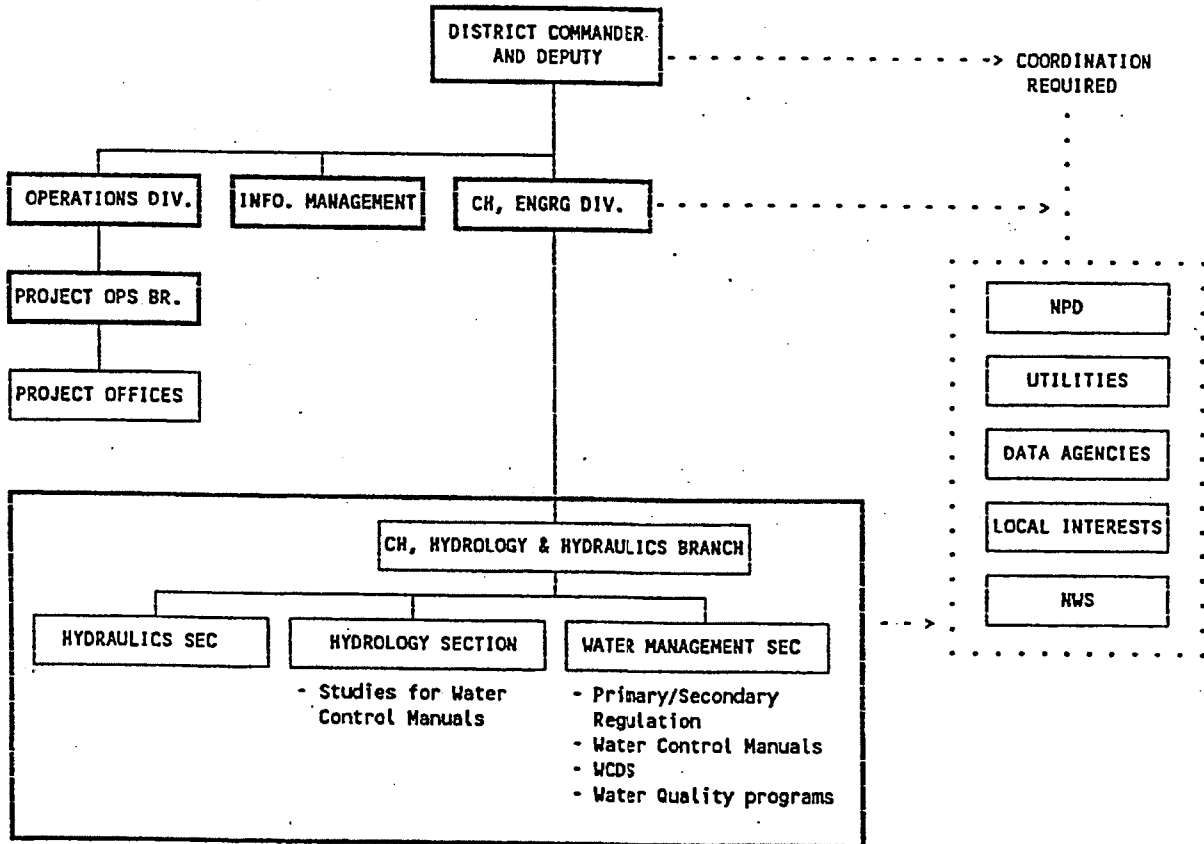 DISTRICT COMMANDER
AND DEPUTY
COORDINATION
REQUIRED
OPERATIONS DIV.
INFO. MANAGEMENT
CH, ENGRG DIV.
PROJECT OPS BR.
PROJECT OFFICES
NPD
UTILITIES
DATA AGENCIES
LOCAL INTERESTS
NWS
CH, HYDROLOGY & HYDRAULICS BRANCH
HYDRAULICS SEC
HYDROLOGY SECTION
- Studies for Water
Control Manuals
WATER MANAGEMENT SEC
- Primary/Secondary
Regulation
- Water Control Manuals
- WCDS
- Water Quality programs